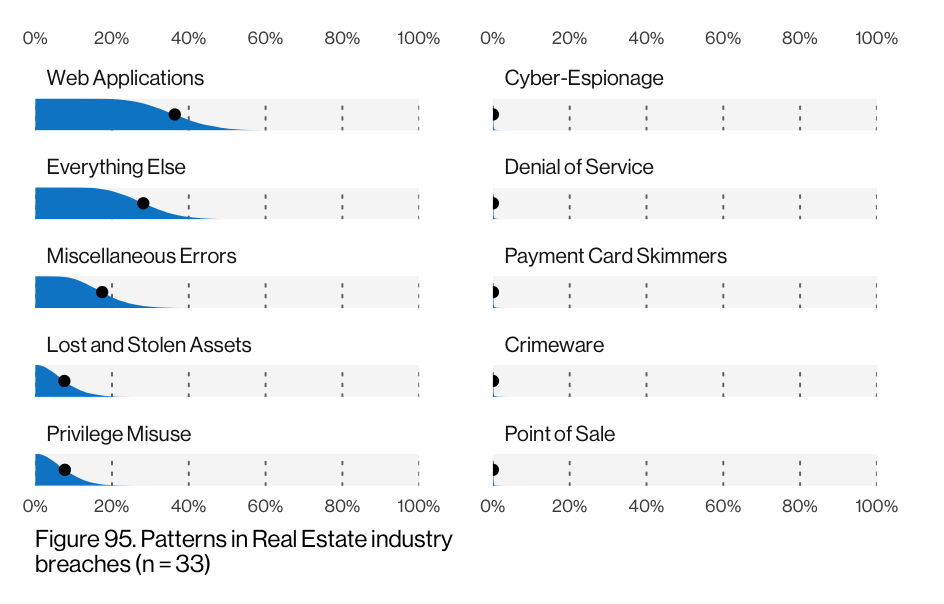 0% 20% 40% 60% 80% 100% 0% 20% 40% 60% 80% 100%
Web Applications
Cyber-Espionage
Everything Else
Denial of Service
Miscellaneous Errors
Payment Card Skimmers
Lost and Stolen Assets
Crimeware
Privilege Misuse
Point of Sale
0% 20% 40% 60% 80% 100% 0% 20% 40% 60% 80% 100%
Figure 95. Patterns in Real Estate industry
breaches (n = 33)